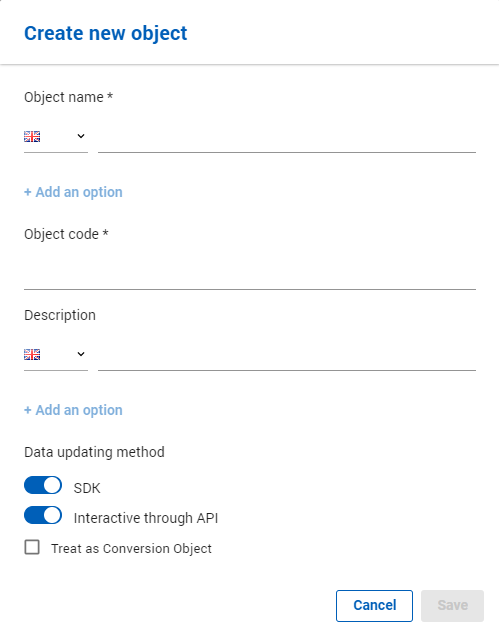 Create new object
Object name *
+ Add an option
Object code *
Description
+ Add an option
Data updating method
SDK
Interactive through API
Treat as Conversion Object
Cancel Save